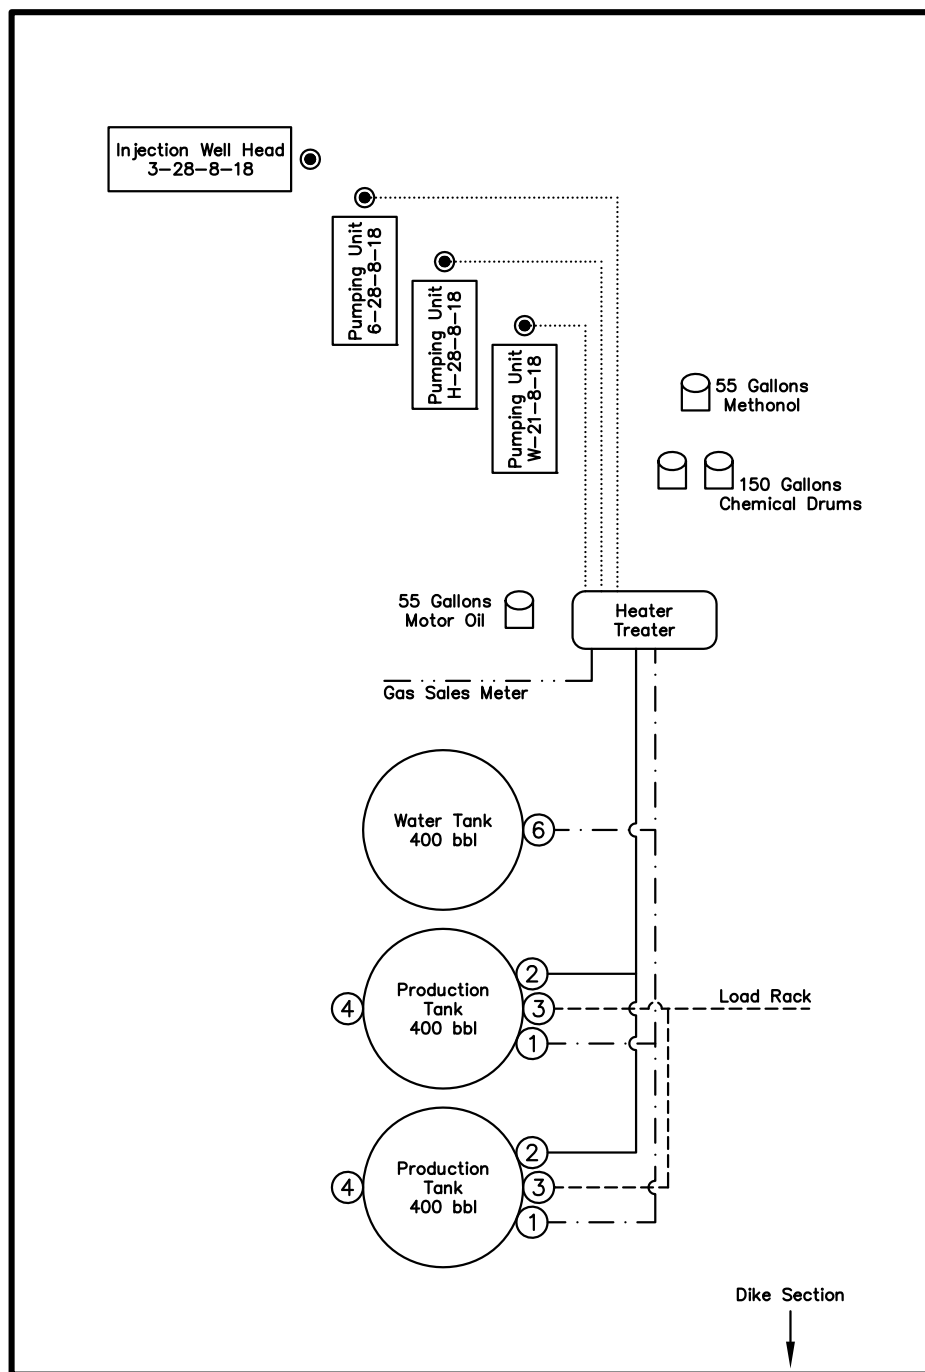 Injection Well Head
3-28-8-18
Pumping Unit
6-28-8-18
Pumping Unit
H-28-8-18
Pumping Unit
W-21-8-18
55 Gallons
Methonol
150 Gallons
Chemical Drums
55 Gallons
Motor Oil
Heater
Treater
Gas Sales Meter
Water Tank
400 bbl
6
Production
Tank
400 bbl
4
2
3
1
Load Rack
Production
Tank
400 bbl
4
2
3
1
Dike Section